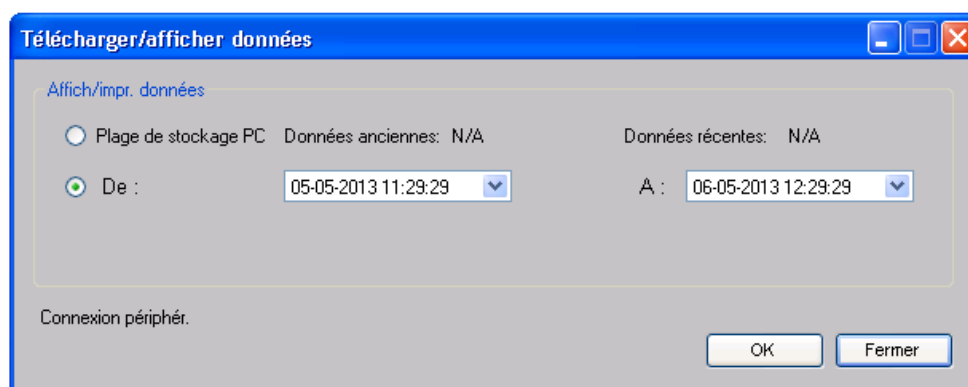 Télécharger/afficher données
Affich/impr. données
Plage de stockage PC Données anciennes: N/A Données récentes: N/A
De : 05-05-2013 11:29:29 A : 06-05-2013 12:29:29
Connexion périphér.
OK Fermer